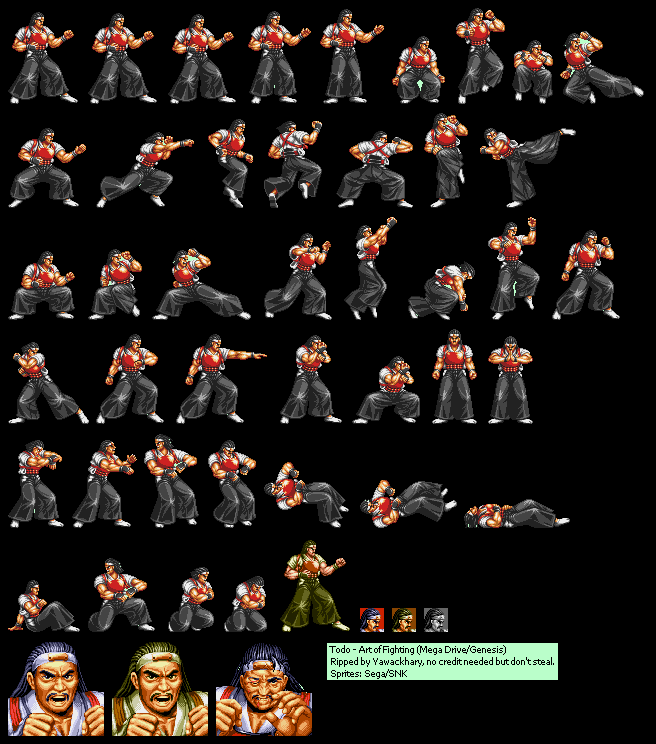 Todo - Art of Fighting (Mega Drive/Genesis)
Ripped by Yawackhary, no credit needed but don't steal.
Sprites: Sega/SNK